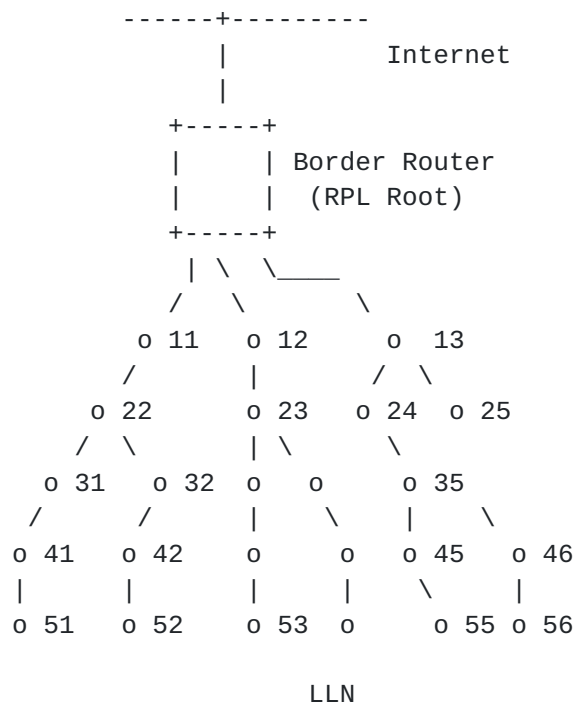 ------+---------
|          Internet
|
+-----+
|     | Border Router
|     |  (RPL Root)
+-----+
| \  \____
/   \       \
o 11   o 12     o  13
/       |       / \
o 22      o 23   o 24  o 25
/  \       | \      \
o 31   o 32  o   o     o 35
/      /      |    \    |    \
o 41   o 42   o     o   o 45   o 46
|      |      |     |    \     |
o 51   o 52   o 53  o     o 55 o 56
LLN